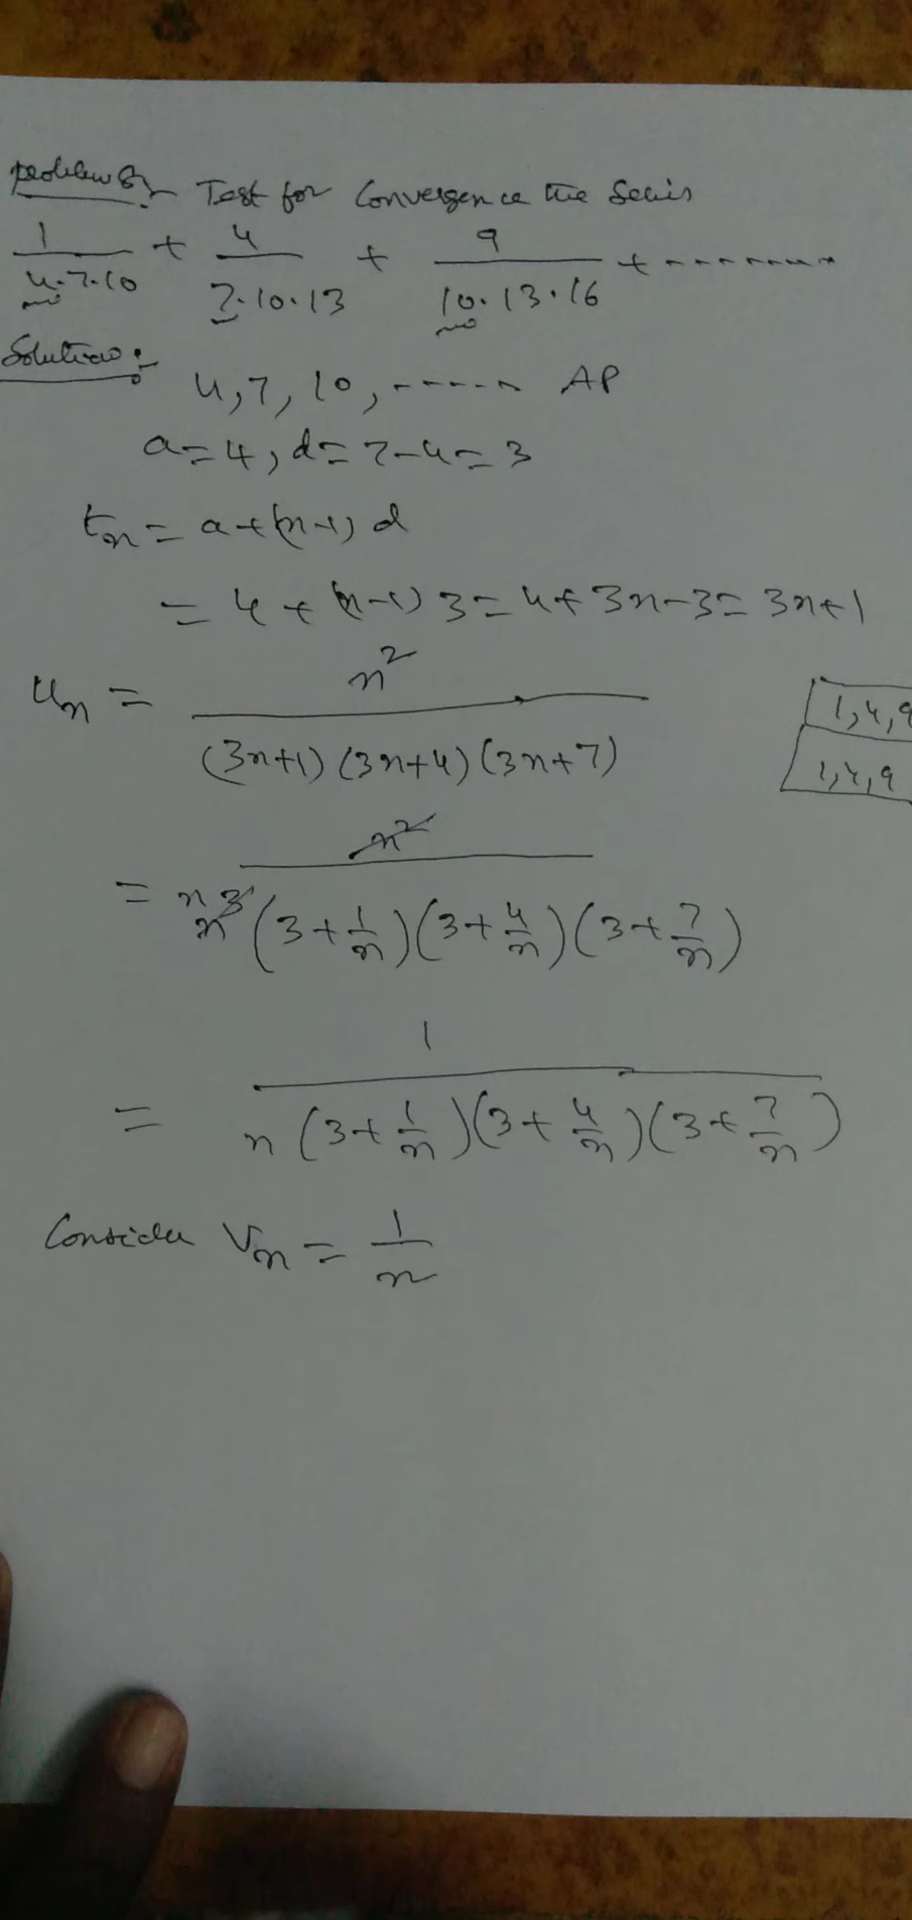 Problem 8:- Test for Convergence the Series
1/4.7.10 + 4/7.10.13 + 9/10.13.16 + --------
Solution:-
4,7,10,------ AP
a=4, d=7-4=3
tn = a+(n-1)d
= 4+(n-1)3=4+3n-3=3n+1
un = n²/(3n+1)(3n+4)(3n+7)
1,4,9
1,4,9
= n²/n³(3+1/n)(3+4/n)(3+7/n)
= 1/n(3+1/n)(3+4/n)(3+7/n)
Consider Vn = 1/n